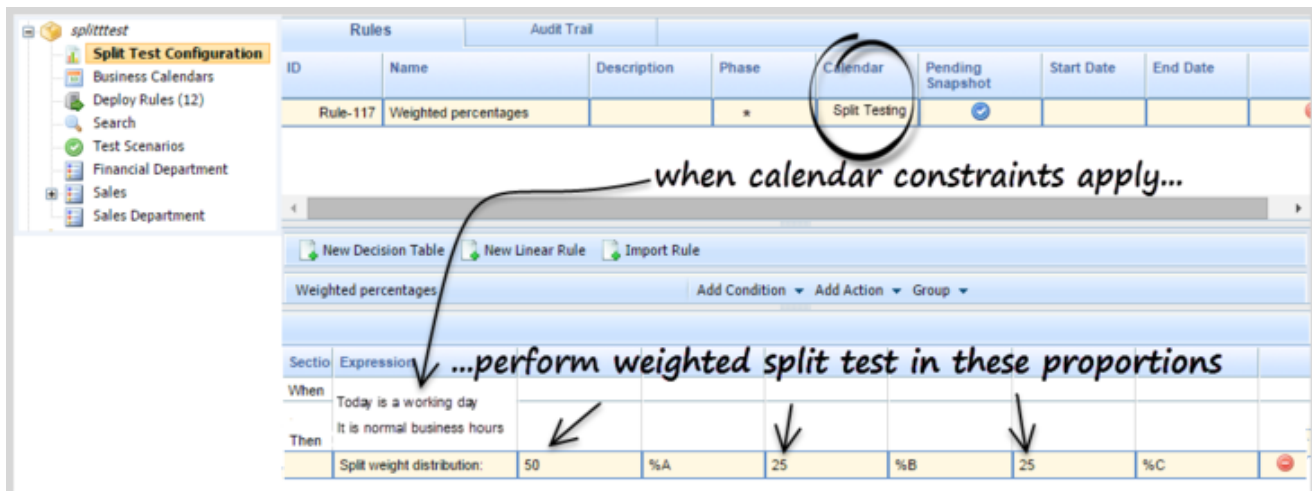 splitttest
Split Test Configuration
Business Calendars
Deploy Rules (12)
Search
Test Scenarios
Financial Department
Sales
Sales Department
Rules Audit Trail
ID Name Description Phase Calendar Pending Snapshot Start Date End Date
Rule-117 Weighted percentages * Split Testing
when calendar constraints apply...
New Decision Table New Linear Rule Import Rule
Weighted percentages Add Condition Add Action Group
...perform weighted split test in these proportions
Sectio Expression
When
Today is a working day
It is normal business hours
Then
Split weight distribution: 50 %A 25 %B 25 %C